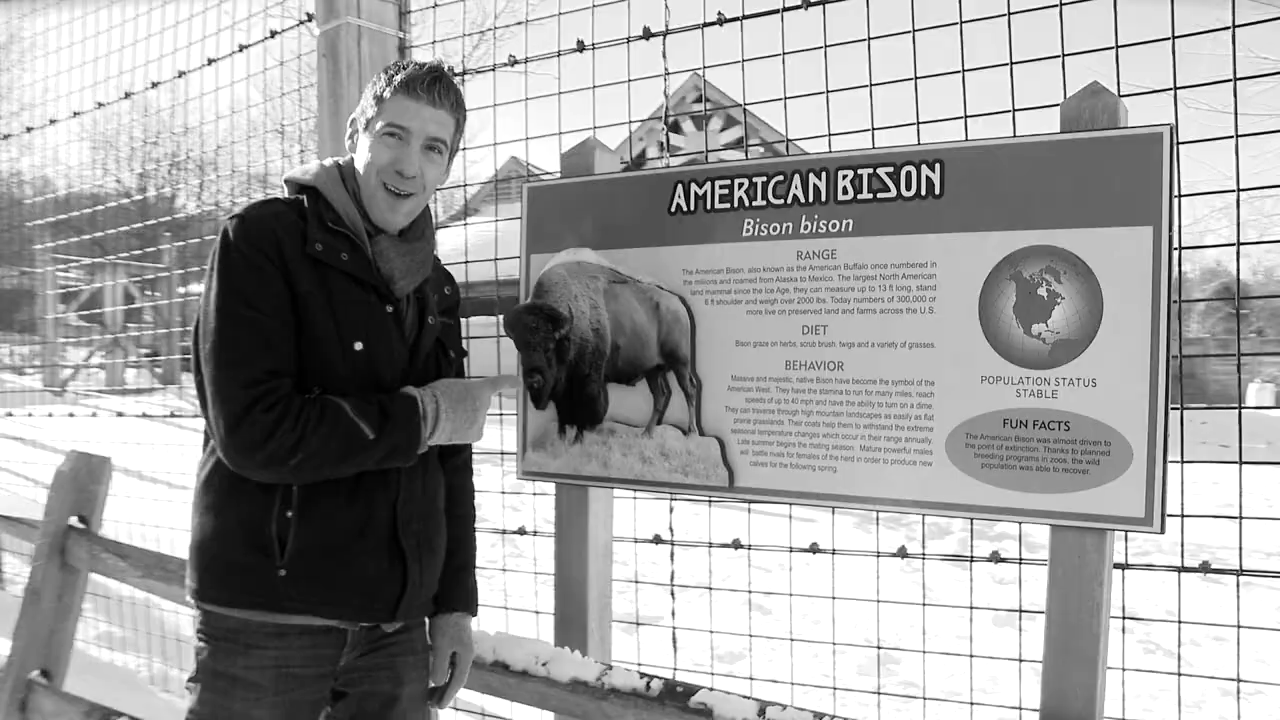 AMERICAN BISON
Bison bison
RANGE
The American Bison, also known as the American Buffalo once numbered in
the millions and roamed from Alaska to Mexico. The largest North American
land mammal since the Ice Age, they can measure up to 13 ft long, stand
6 ft shoulder and weigh over 2000 lbs. Today numbers of 300,000 or
more live on preserved land and farms across the U.S.
DIET
Bison graze on herbs, scrub brush, twigs and a variety of grasses.
BEHAVIOR
Massive and majestic, native Bison have become the symbol of the
American West. They have the stamina to run for many miles, reach
speeds of up to 40 mph and have the ability to turn on a dime.
They can traverse through high mountain landscapes as easily as flat
prairie grasslands. Their coats help them to withstand the extreme
seasonal temperature changes which occur in their range annually.
Late summer begins the mating season. Mature powerful males
will battle rivals for females of the herd in order to produce new
calves for the following spring.
POPULATION STATUS
STABLE
FUN FACTS
The American Bison was almost driven to
the point of extinction. Thanks to planned
breeding programs in zoos, the wild
population was able to recover.